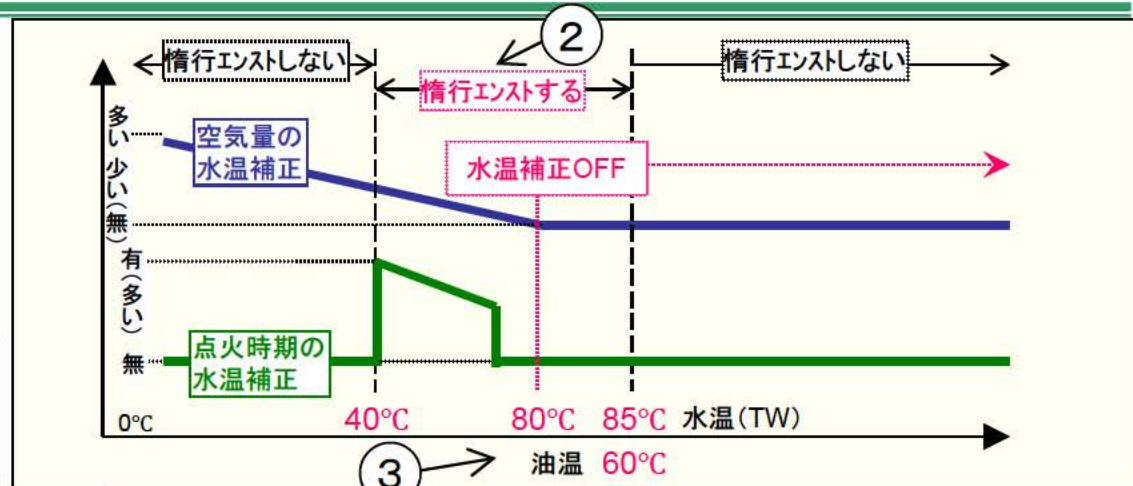 ②
惰行エンストしない
惰行エンストしない
惰行エンストする
多い
少い(無)
空気量の
水温補正
水温補正OFF
有(多い)
無
点火時期の
水温補正
0℃
40℃
80℃
85℃
水温(TW)
③
油温
60℃